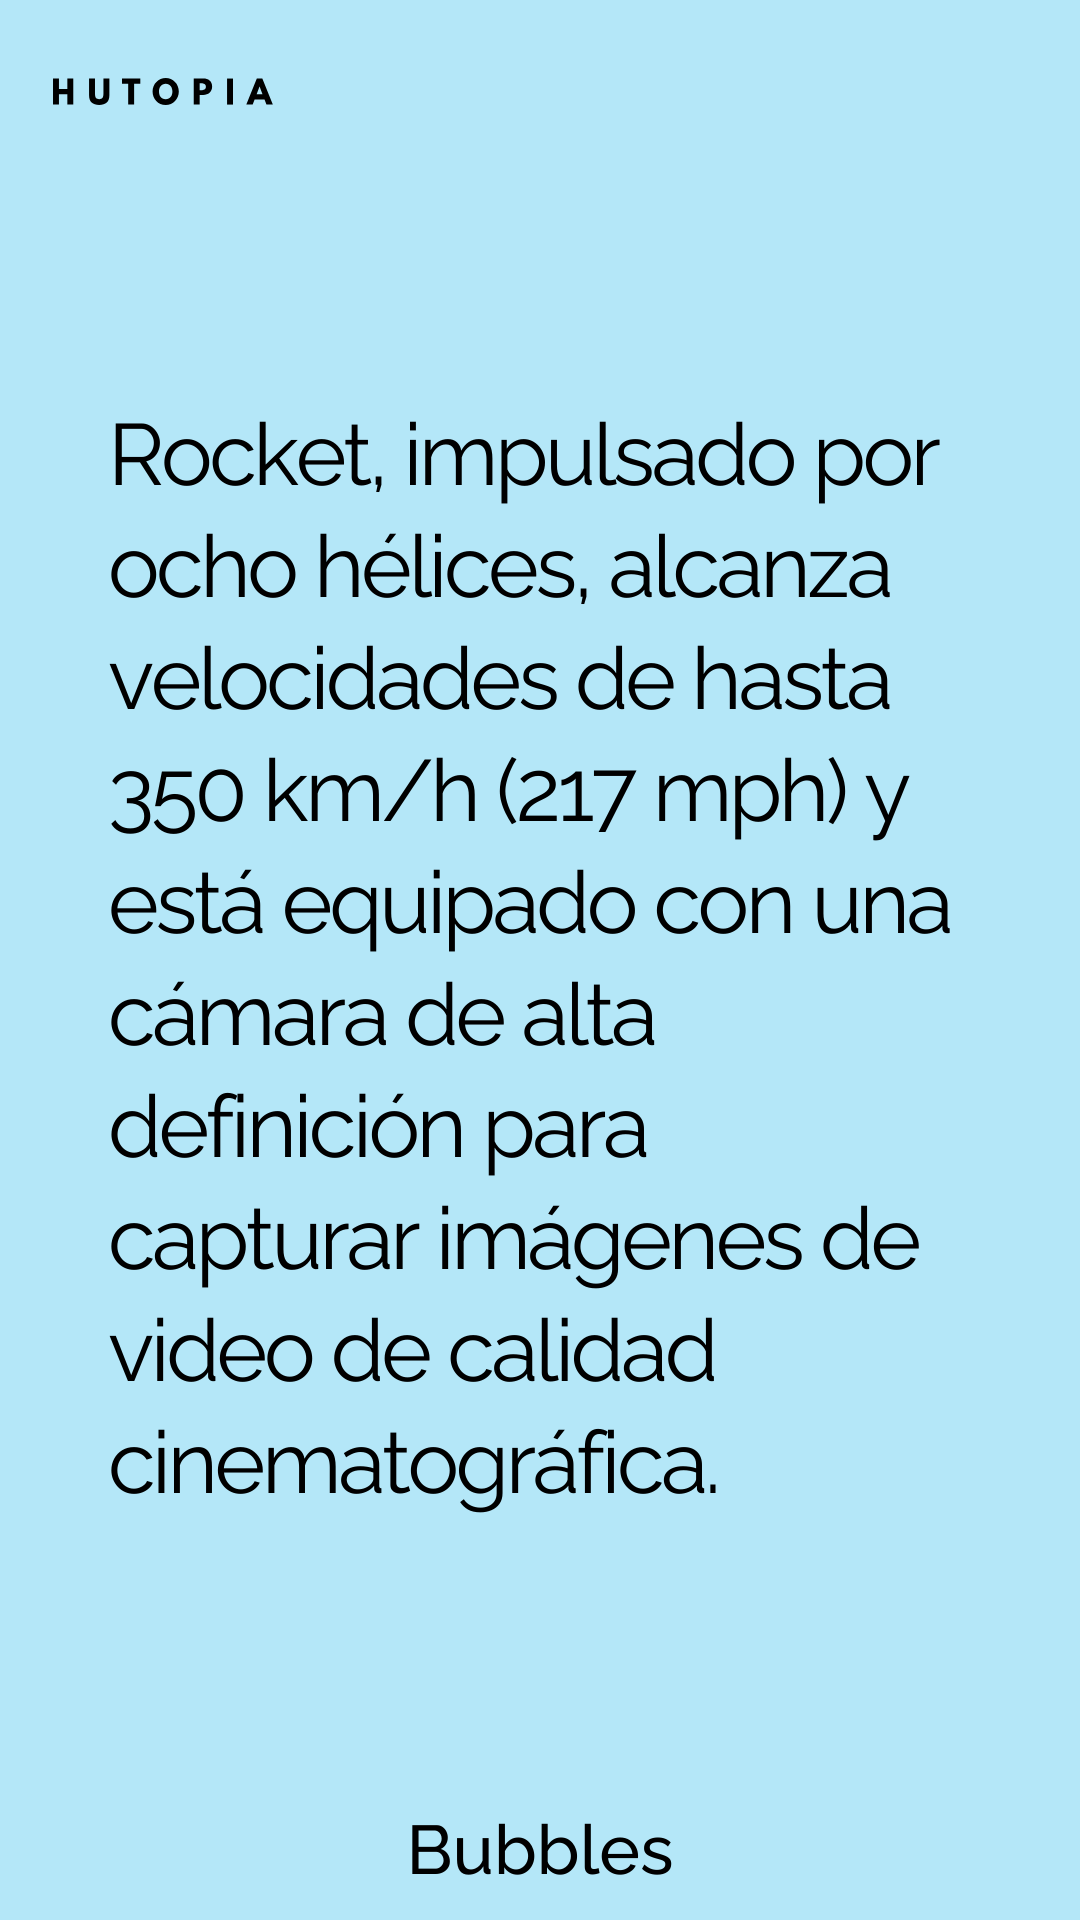 HUTOPIA
Rocket, impulsado por
ocho hélices, alcanza
velocidades de hasta
350 km/h (217 mph) y
está equipado con una
cámara de alta
definición para
capturar imágenes de
video de calidad
cinematográfica.
Bubbles